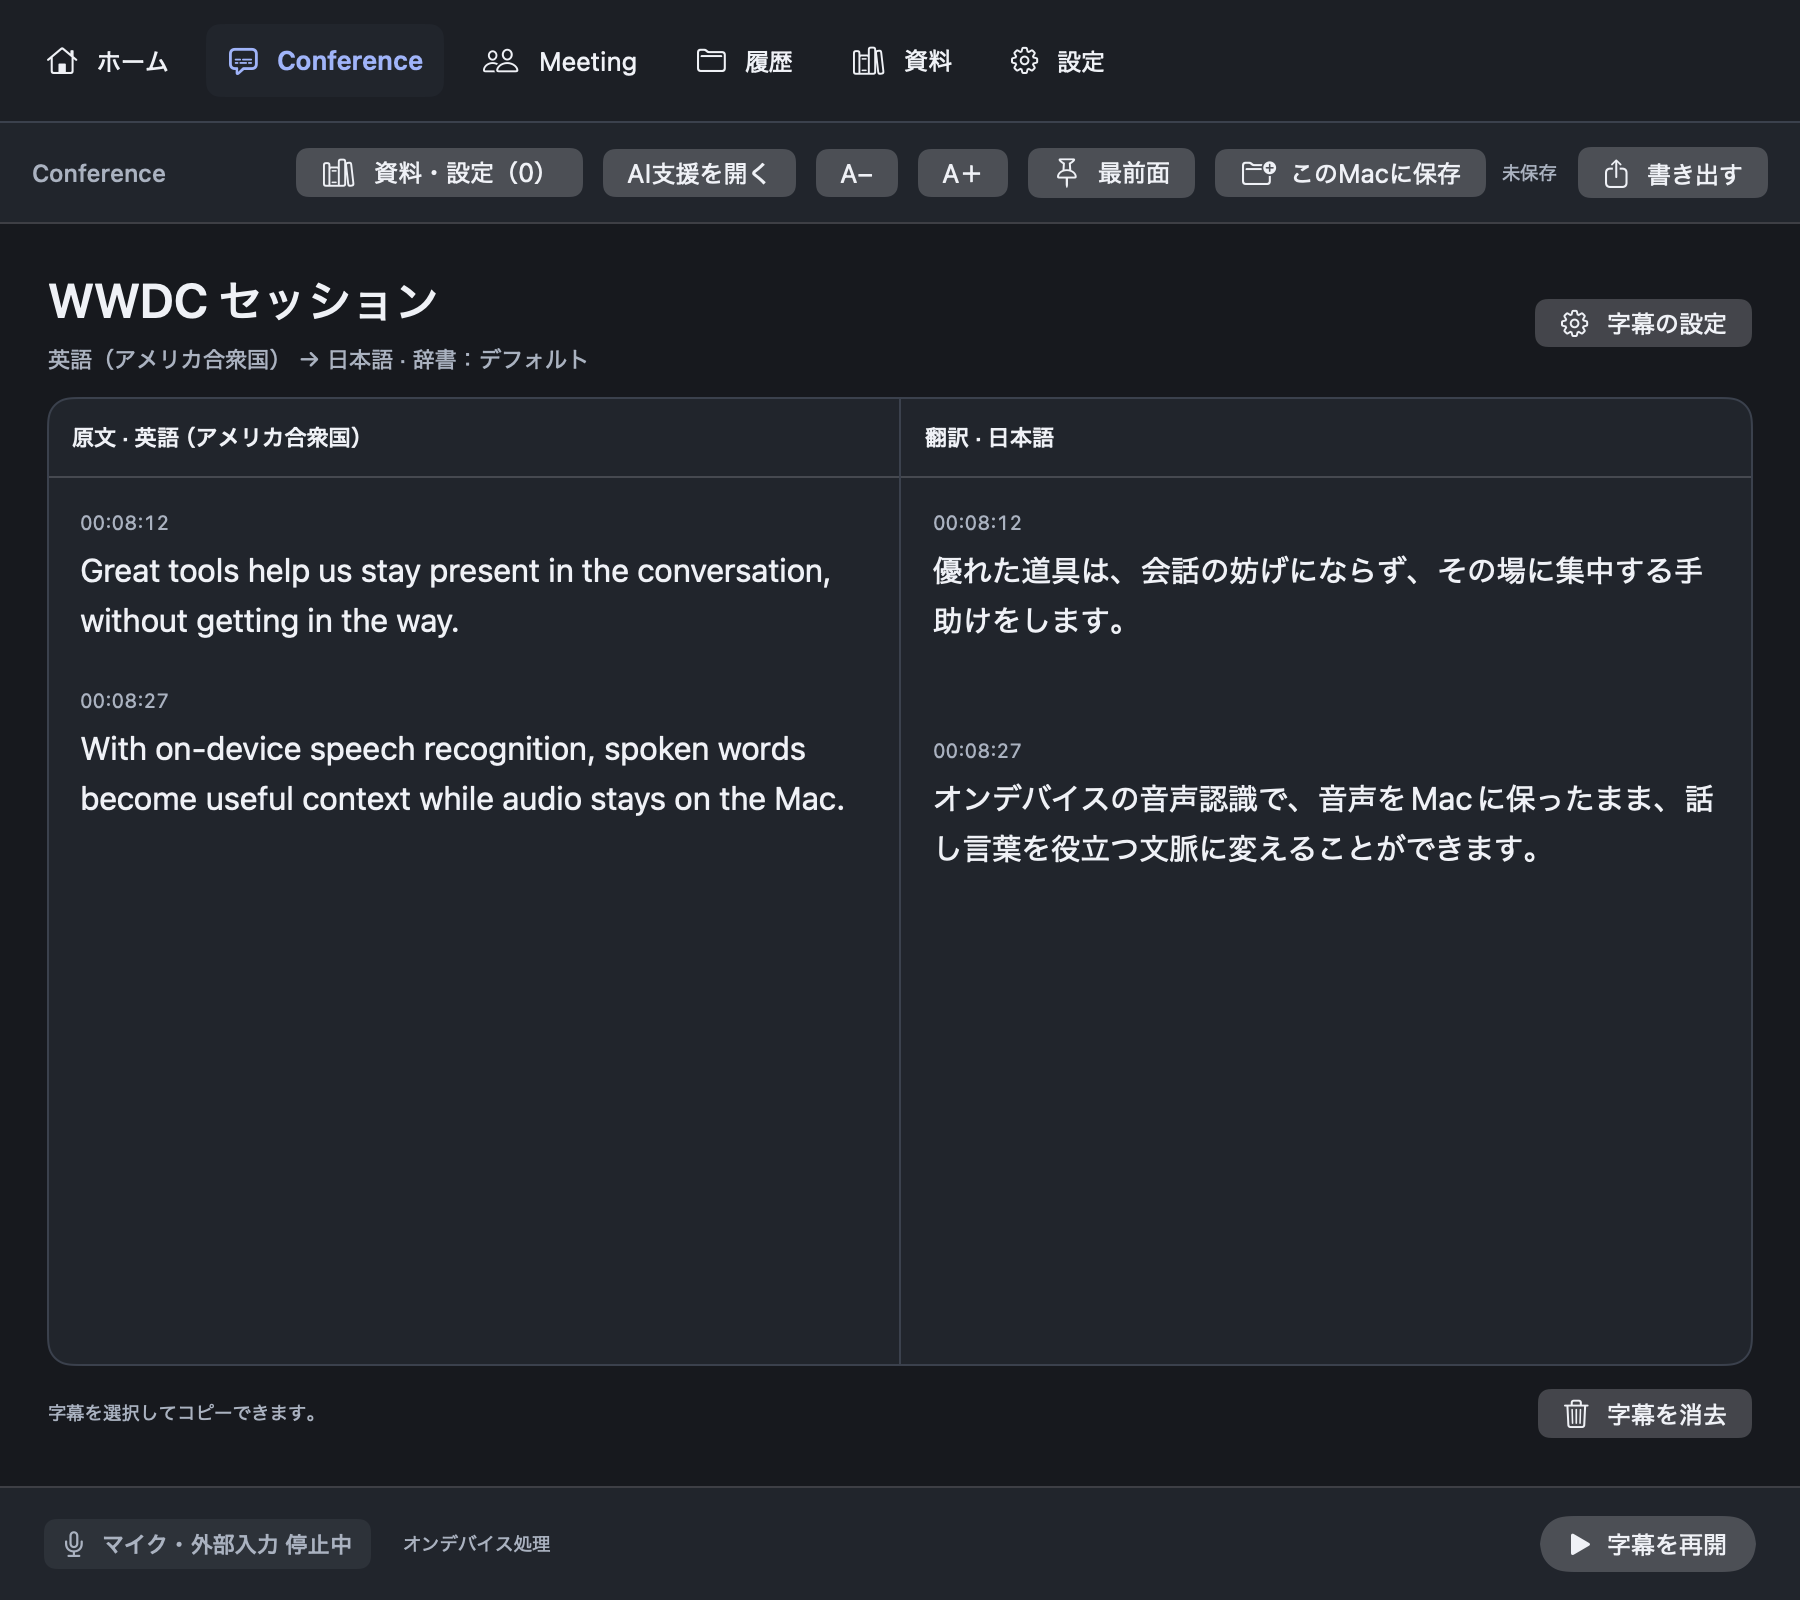 ホーム
Conference
Meeting
履歴
資料
設定
Conference
資料・設定（0）
AI支援を開く
A−
A+
最前面
このMacに保存
未保存
書き出す
WWDC セッション
英語（アメリカ合衆国） → 日本語 · 辞書：デフォルト
字幕の設定
原文 · 英語 (アメリカ合衆国)
翻訳 · 日本語
00:08:12
Great tools help us stay present in the conversation,
without getting in the way.
00:08:27
With on-device speech recognition, spoken words
become useful context while audio stays on the Mac.
00:08:12
優れた道具は、会話の妨げにならず、その場に集中する手
助けをします。
00:08:27
オンデバイスの音声認識で、音声をMacに保ったまま、話
し言葉を役立つ文脈に変えることができます。
字幕を選択してコピーできます。
字幕を消去
マイク・外部入力 停止中
オンデバイス処理
字幕を再開